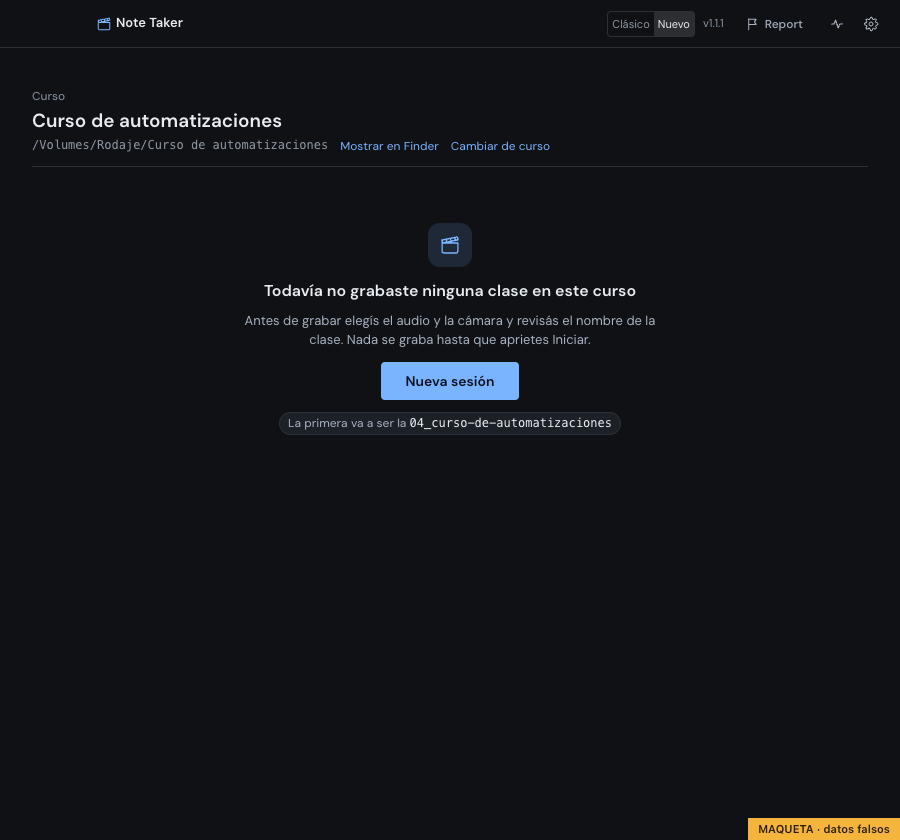 Note Taker
Clásico Nuevo v1.1.1 Report
Curso
Curso de automatizaciones
/Volumes/Rodaje/Curso de automatizaciones Mostrar en Finder Cambiar de curso
Todavía no grabaste ninguna clase en este curso
Antes de grabar elegís el audio y la cámara y revisás el nombre de la
clase. Nada se graba hasta que aprietes Iniciar.
Nueva sesión
La primera va a ser la 04_curso-de-automatizaciones
MAQUETA · datos falsos